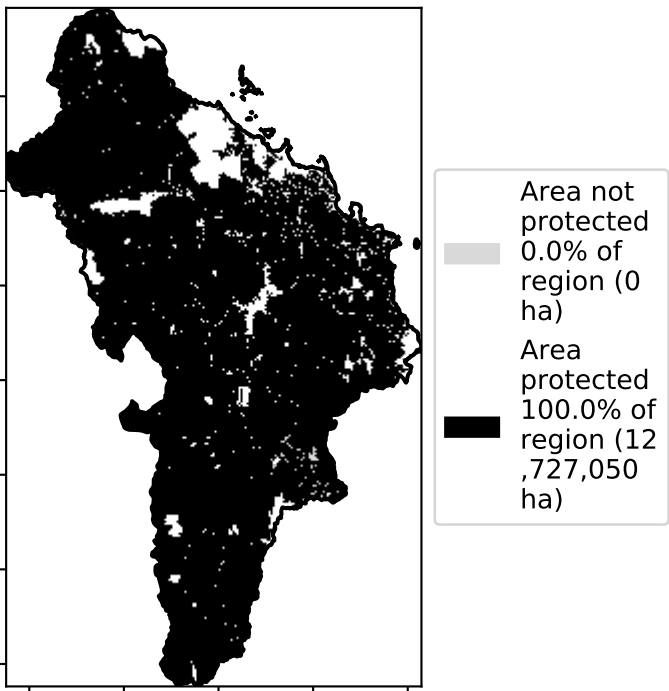 Area not
protected
0.0% of
region (0
ha)
Area
protected
100.0% of
region (12
,727,050
ha)